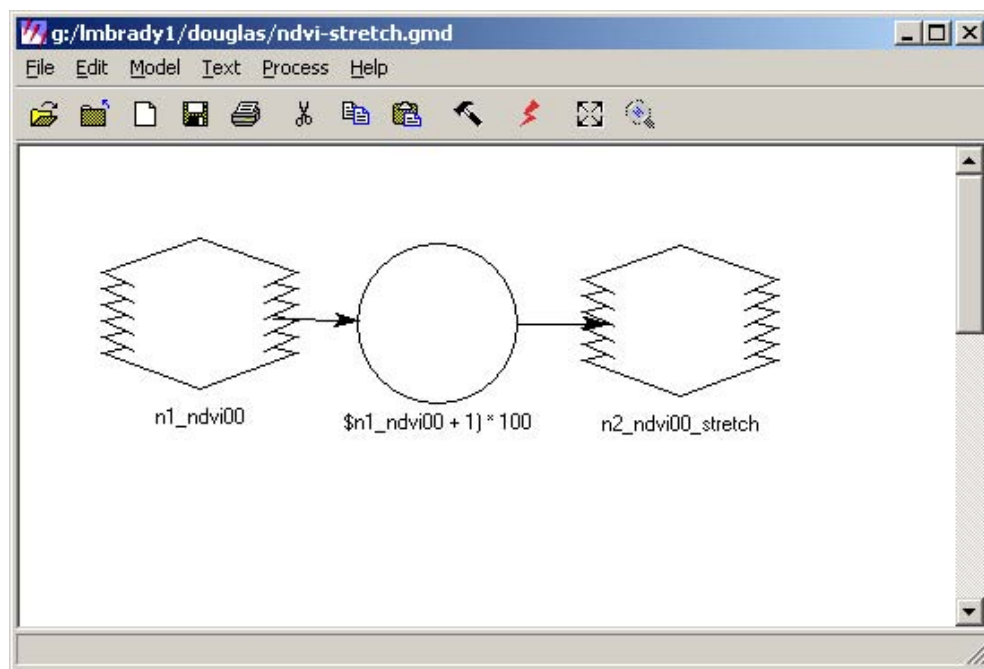 g:/lmbrady1/douglas/ndvi-stretch.gmd
File Edit Model Text Process Help
n1_ndvi00
$n1_ndvi00 + 1) * 100
n2_ndvi00_stretch